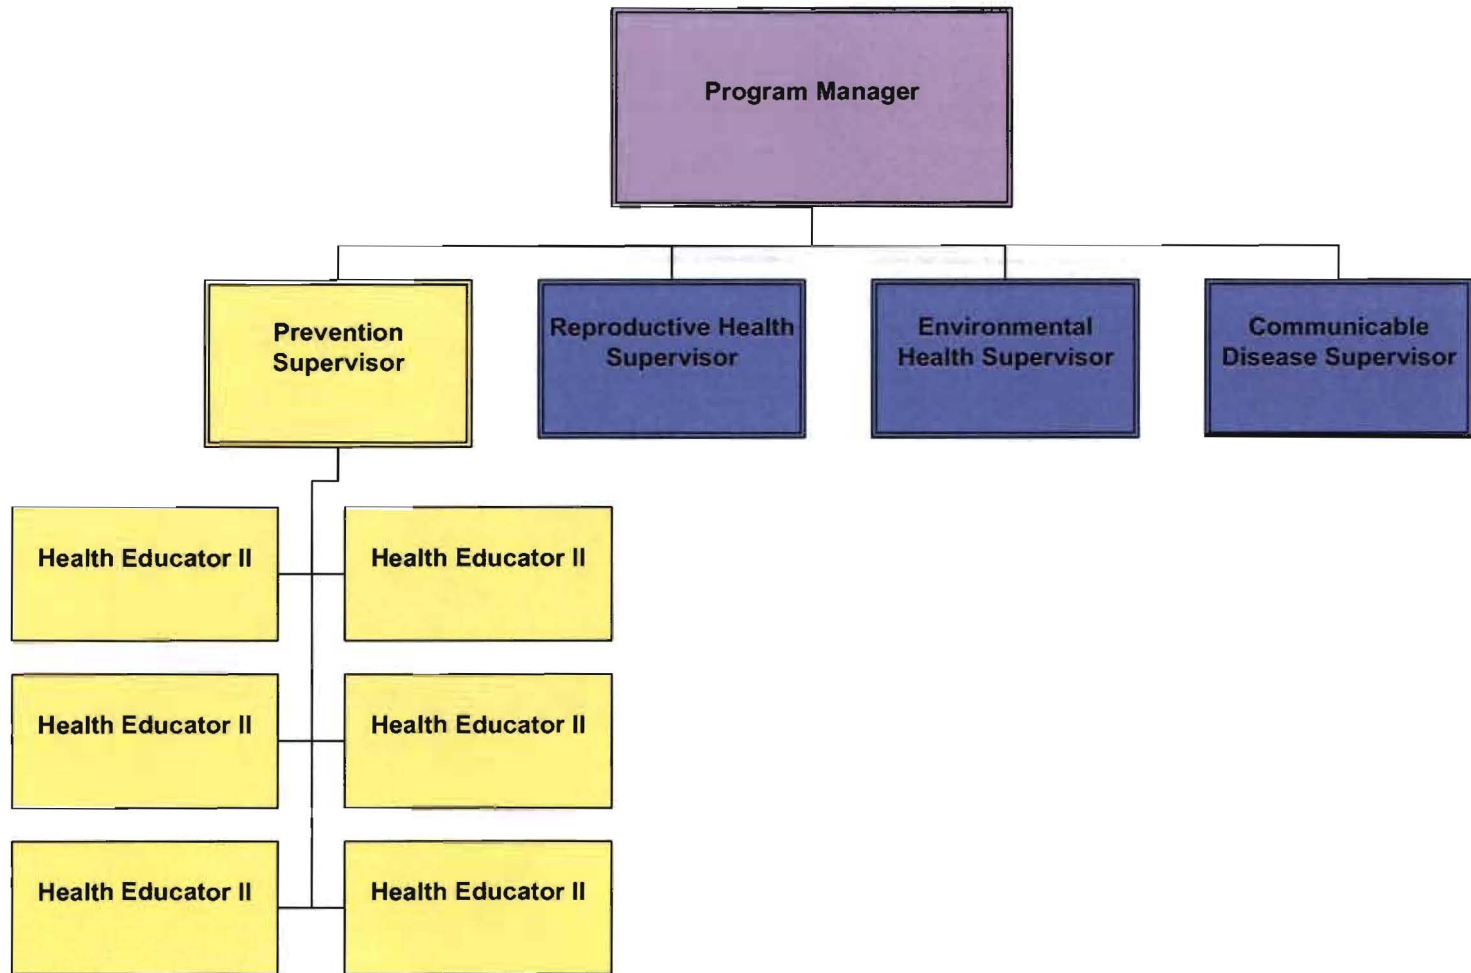 Program Manager
Prevention
Supervisor
Reproductive Health
Supervisor
Environmental
Health Supervisor
Communicable
Disease Supervisor
Health Educator II
Health Educator II
Health Educator II
Health Educator II
Health Educator II
Health Educator II